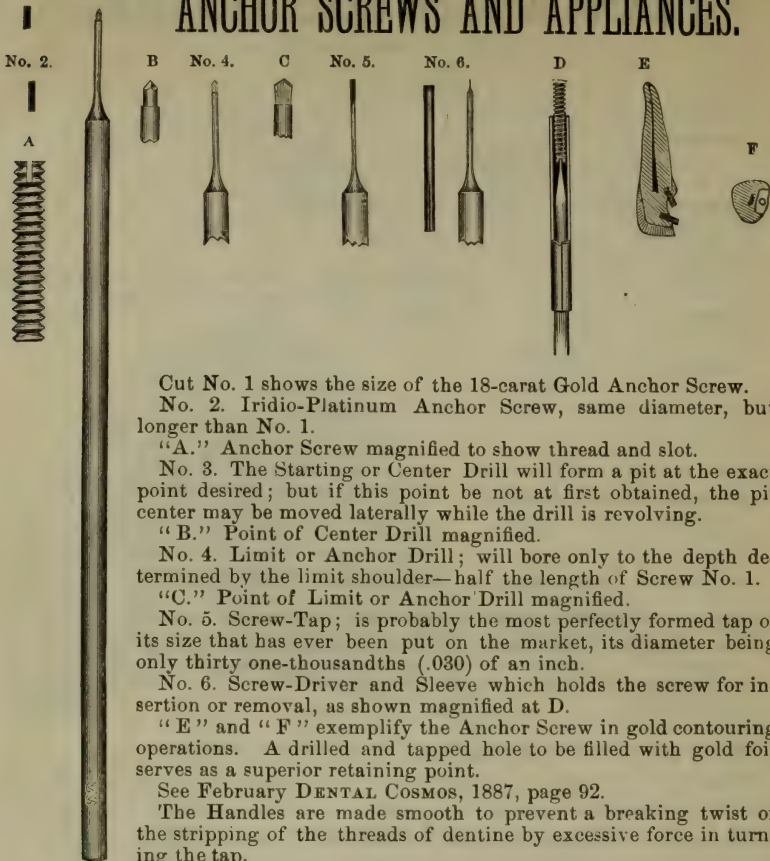 ANCHOR SCREWS AND APPLIANCES.
No. 2. B No. 4. C No. 5. No. 6. D E
A F
Cut No. 1 shows the size of the 18-carat Gold Anchor Screw.
No. 2. Iridio-Platinum Anchor Screw, same diameter, but
longer than No. 1.
"A." Anchor Screw magnified to show thread and slot.
No. 3. The Starting or Center Drill will form a pit at the exac
point desired; but if this point be not at first obtained, the pi
center may be moved laterally while the drill is revolving.
"B." Point of Center Drill magnified.
No. 4. Limit or Anchor Drill; will bore only to the depth de
termined by the limit shoulder—half the length of Screw No. 1.
"C." Point of Limit or Anchor Drill magnified.
No. 5. Screw-Tap; is probably the most perfectly formed tap o
its size that has ever been put on the market, its diameter being
only thirty one-thousandths (.030) of an inch.
No. 6. Screw-Driver and Sleeve which holds the screw for in
sertion or removal, as shown magnified at D.
"E" and "F" exemplify the Anchor Screw in gold contouring
operations. A drilled and tapped hole to be filled with gold foi
serves as a superior retaining point.
See February DENTAL COSMOS, 1887, page 92.
The Handles are made smooth to prevent a breaking twist o
the stripping of the threads of dentine by excessive force in turn
ing the tap.